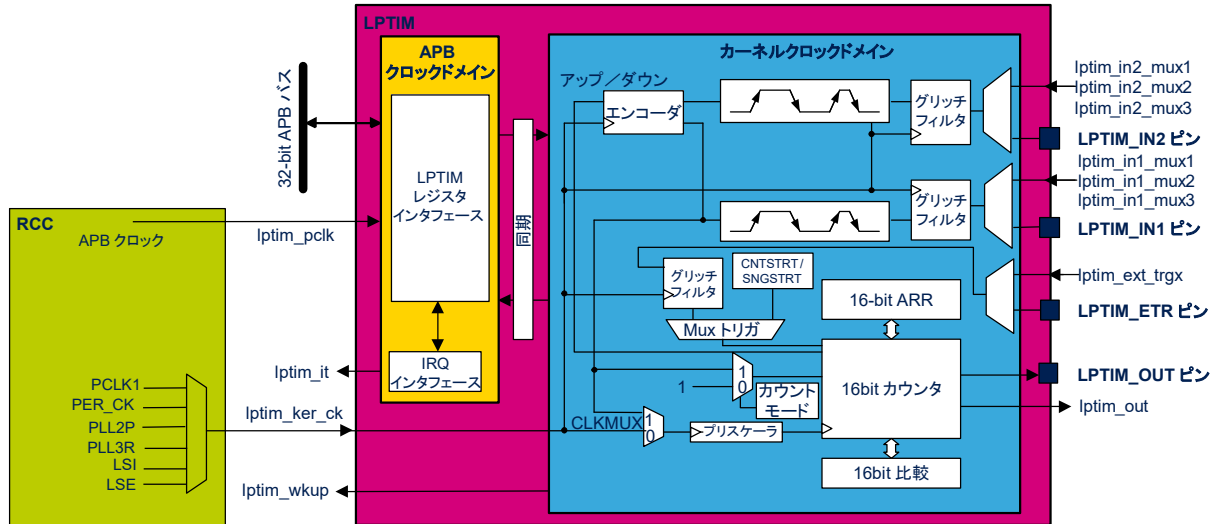 LPTIM
APB
クロックドメイン
カーネルクロックドメイン
32-bit APB バス
LPTIM
レジスタ
インタフェース
同期
アップ／ダウン
エンコーダ
グリッチ
フィルタ
lptim_in2_mux1
lptim_in2_mux2
lptim_in2_mux3
LPTIM_IN2 ピン
lptim_in1_mux1
lptim_in1_mux2
lptim_in1_mux3
グリッチ
フィルタ
LPTIM_IN1 ピン
RCC
APB クロック
lptim_pclk
グリッチ
フィルタ
CNTSTRT /
SNGSTRT
Mux トリガ
16-bit ARR
lptim_ext_trgx
LPTIM_ETR ピン
IRQ
インタフェース
lptim_it
1
1
0
カウント
モード
16bit カウンタ
LPTIM_OUT ピン
lptim_out
PCLK1
PER_CK
PLL2P
PLL3R
LSI
LSE
lptim_ker_ck
CLKMUX
1
0
プリスケーラ
16bit 比較
lptim_wkup